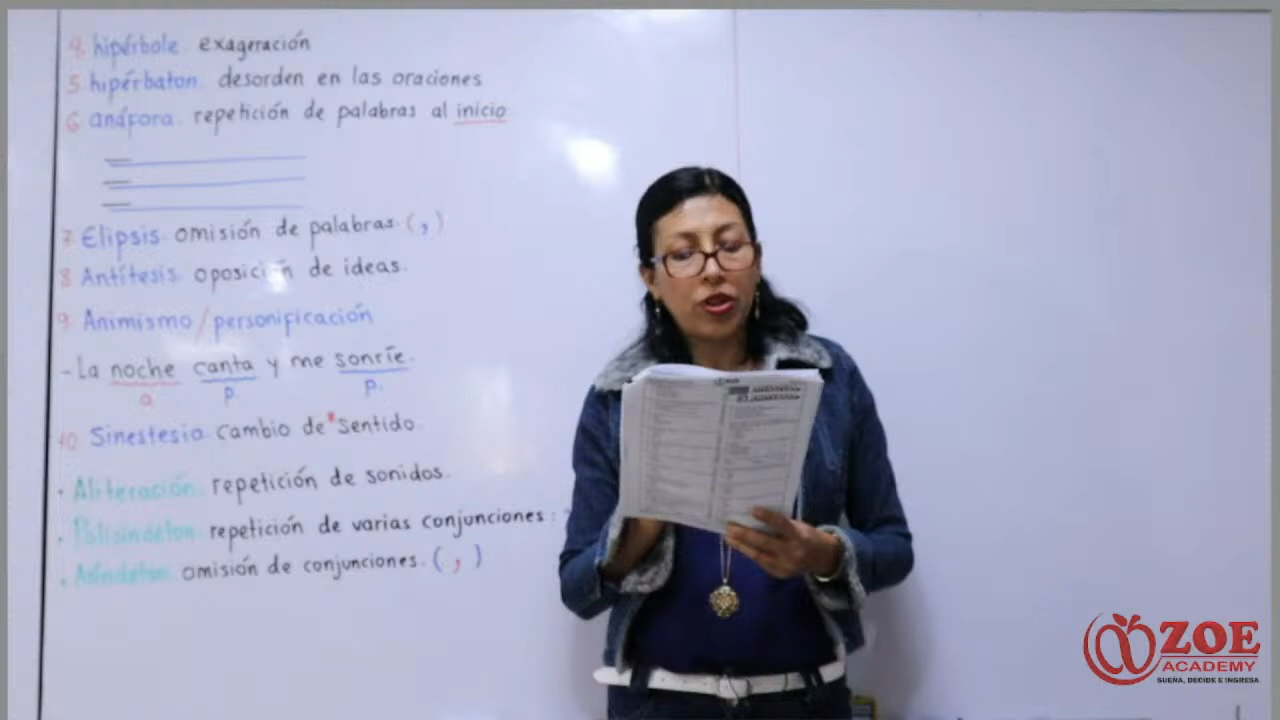 4. hipérbole. exageración
5. hipérbaton. desorden en las oraciones
6. anáfora. repetición de palabras al inicio
7. Elipsis. omisión de palabras. (,)
8. Antítesis. oposición de ideas.
9. Animismo / personificación
- La noche canta y me sonríe.
a. p. p.
10. Sinestesia. cambio de sentido.
• Aliteración. repetición de sonidos.
• Polisíndeton. repetición de varias conjunciones:
• Asíndeton. omisión de conjunciones. (,)
ZOE
ACADEMY
SUEÑA, DECIDE E INGRESA